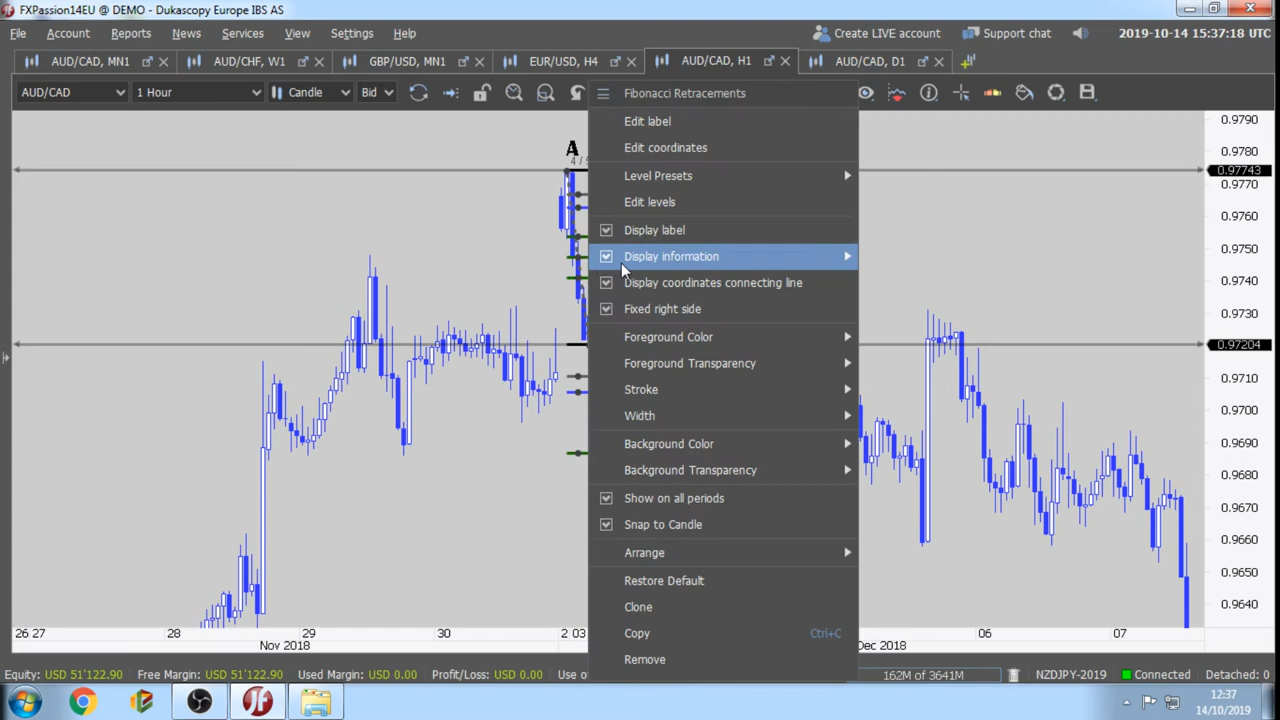 FXPassion14EU @ DEMO - Dukascopy Europe IBS AS
File Account Reports News Services View Settings Help Create LIVE account Support chat 2019-10-14 15:37:18 UTC
AUD/CAD, MN1 AUD/CHF, W1 GBP/USD, MN1 EUR/USD, H4 AUD/CAD, H1 AUD/CAD, D1
AUD/CAD 1 Hour Candle Bid
Fibonacci Retracements
Edit label
Edit coordinates
Level Presets
Edit levels
Display label
Display information
Display coordinates connecting line
Fixed right side
Foreground Color
Foreground Transparency
Stroke
Width
Background Color
Background Transparency
Show on all periods
Snap to Candle
Arrange
Restore Default
Clone
Copy Ctrl+C
Remove
A
0.9790
0.9780
0.97743
0.9770
0.9760
0.9750
0.9740
0.9730
0.97204
0.9710
0.9700
0.9690
0.9680
0.9670
0.9660
0.9650
0.9640
26 27 28 29 30 2 03 06 07
Nov 2018 Dec 2018
Equity: USD 51'122.90 Free Margin: USD 51'122.90 Used Margin: USD 0.00 Profit/Loss: USD 0.00 Use o 162M of 3641M NZDJPY-2019 Connected Detached: 0
12:37
14/10/2019